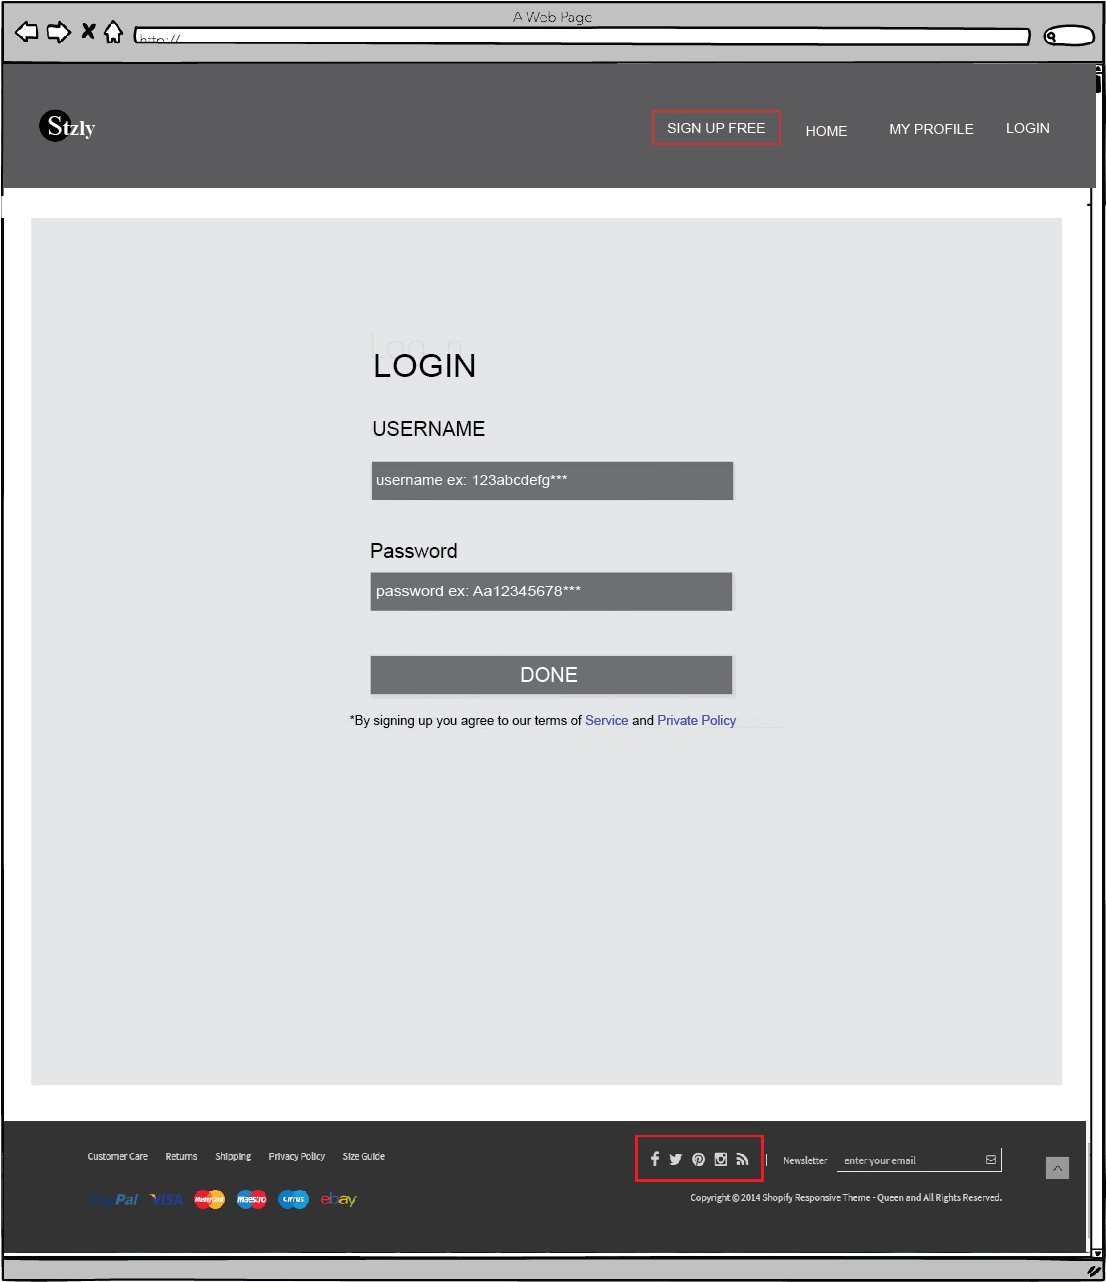 A Web Page
http://
Stzly
SIGN UP FREE
HOME
MY PROFILE
LOGIN
Log In
LOGIN
USERNAME
username ex: 123abcdefg***
Password
password ex: Aa12345678***
DONE
*By signing up you agree to our terms of Service and Private Policy
Policy
Customer Care Returns Shipping Privacy Policy Size Guide
Newsletter enter your email
PayPal VISA MasterCard Maestro Cirrus ebay
Copyright © 2014 Shopify Responsive Theme - Queen and All Rights Reserved.